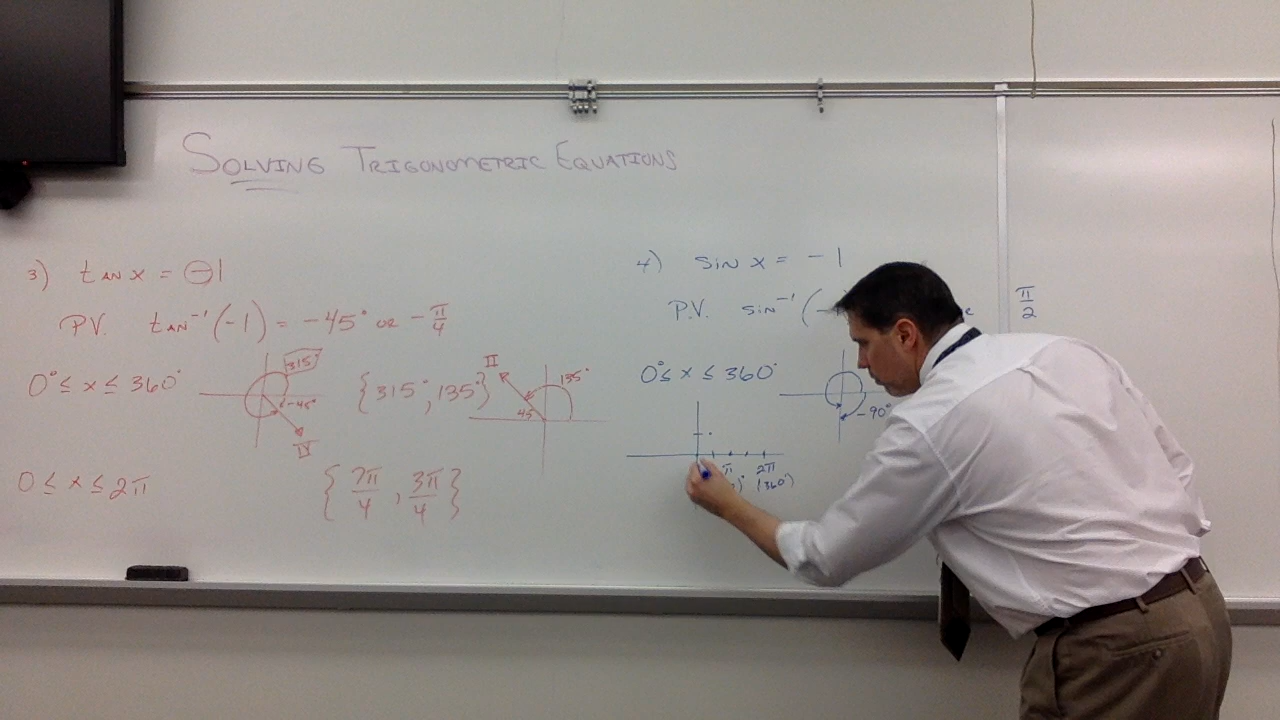 SOLVING TRIGONOMETRIC EQUATIONS
3) tan x = -1
P.V. tan⁻¹(-1) = -45° OR -π/4
0° ≤ x ≤ 360°
315°
-45°
IV
{315°, 135°}
II
135°
45
0 ≤ x ≤ 2π
{7π/4, 3π/4}
4) sin x = -1
P.V. sin⁻¹(-
π/2
0° ≤ x ≤ 360°
-90°
π 2π
(360°)